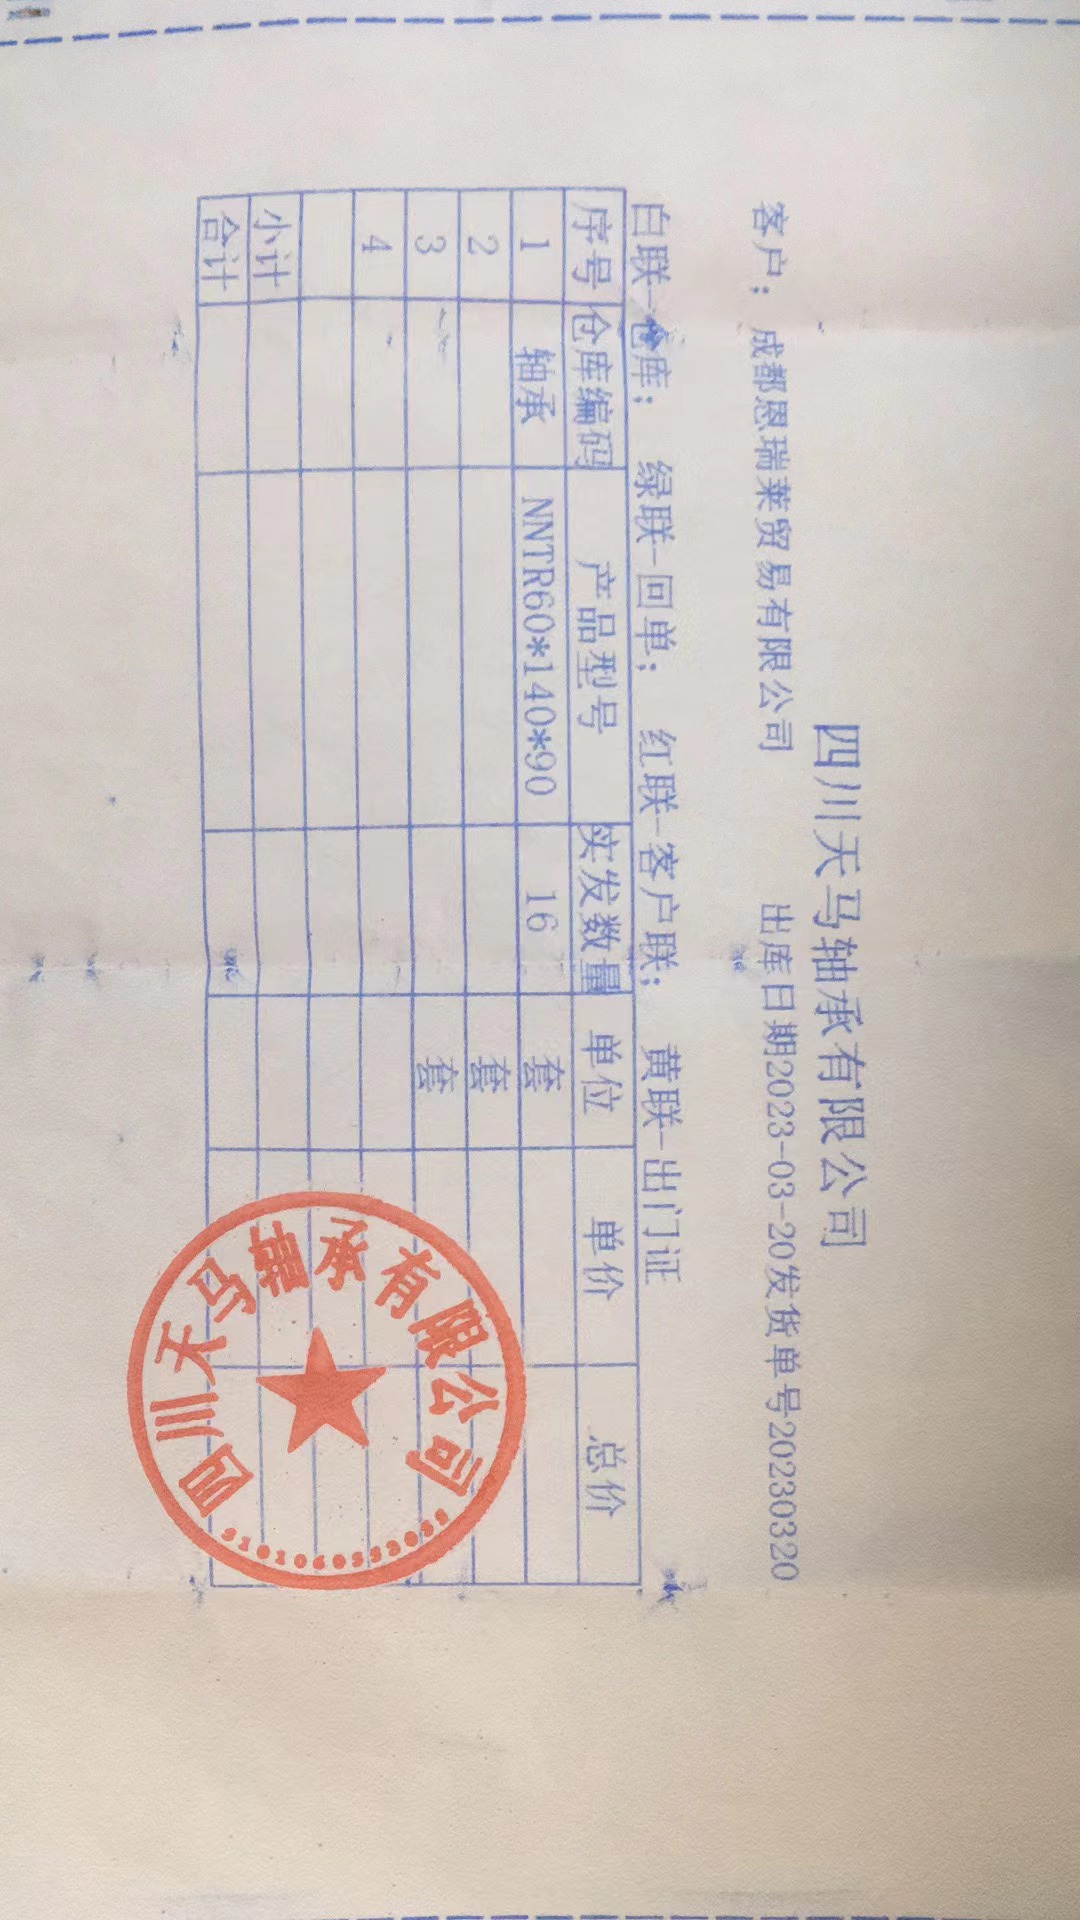 四川天马轴承有限公司
客户：成都恩瑞莱贸易有限公司 出库日期2023-03-20发货单号20230320
白联-仓库； 绿联-回单； 红联-客户联； 黄联-出门证
序号 仓库编码 产品型号 实发数量 单位 单价 总价
1 轴承 NNTR60*140*90 16 套
2 套
3 套
4
小计
合计
四川天马轴承有限公司